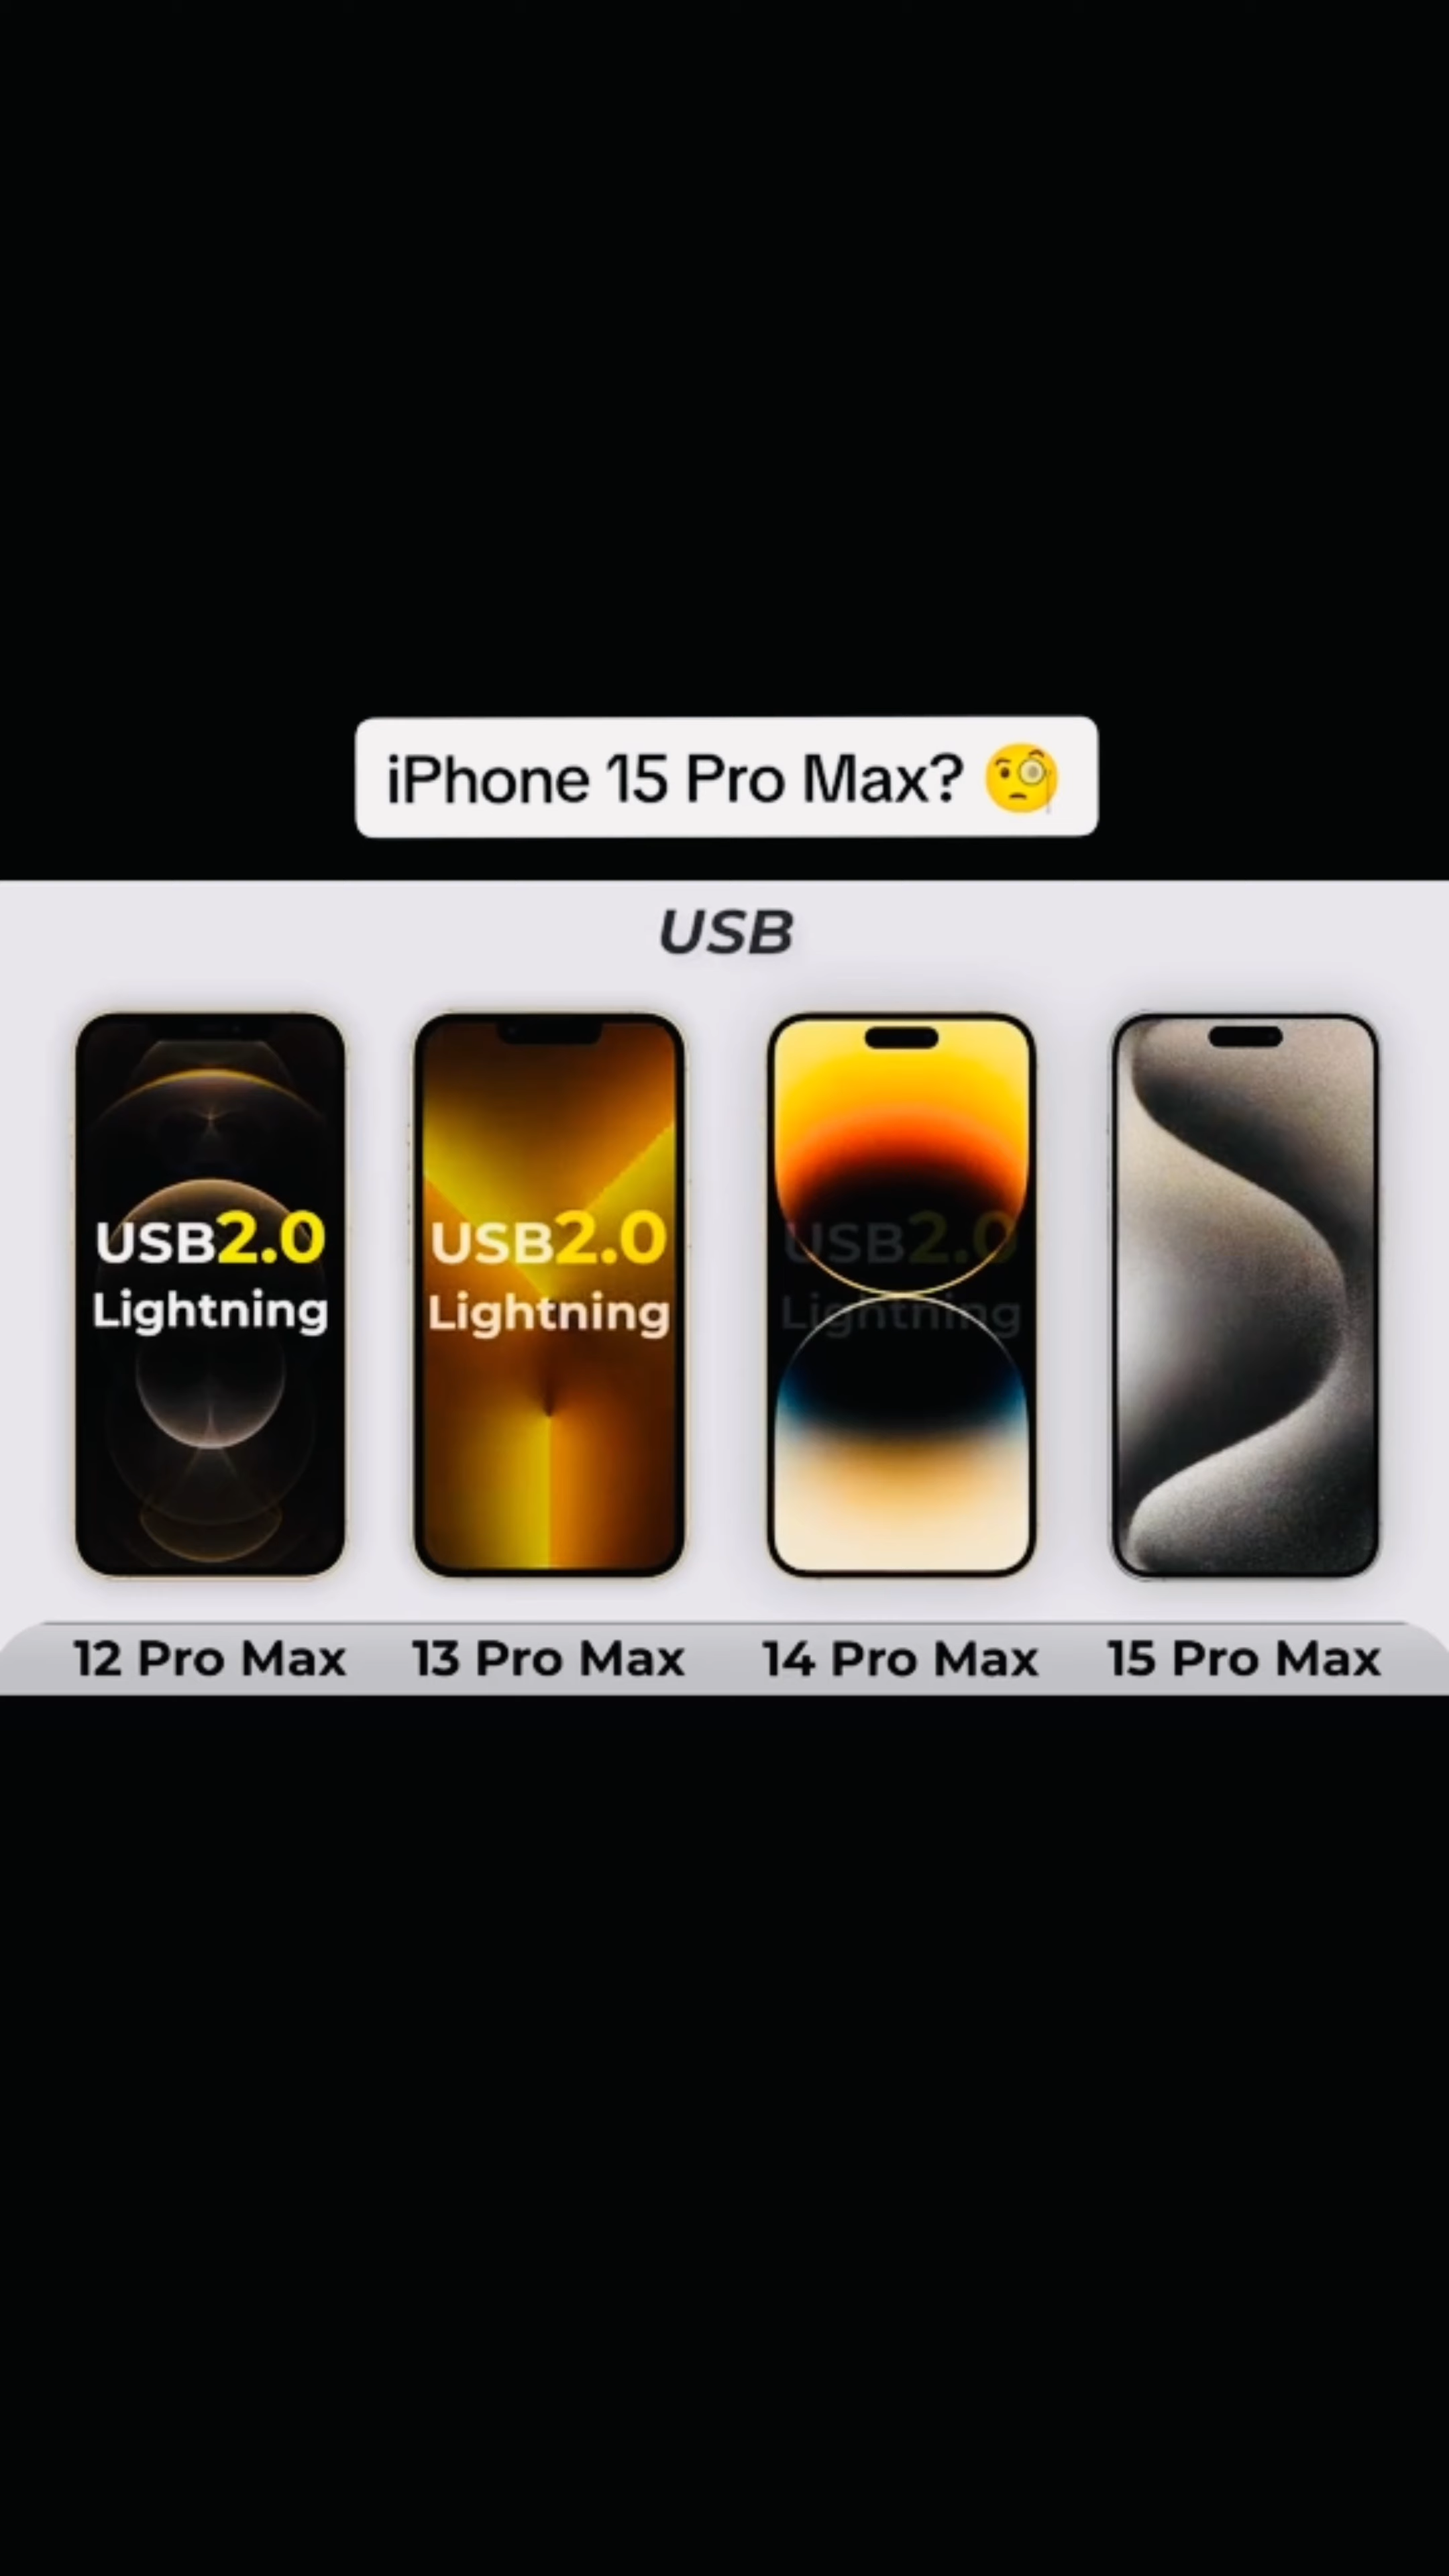 iPhone 15 Pro Max? 🧐
USB
USB2.0
Lightning
USB2.0
Lightning
USB2.0
Lightning
12 Pro Max
13 Pro Max
14 Pro Max
15 Pro Max